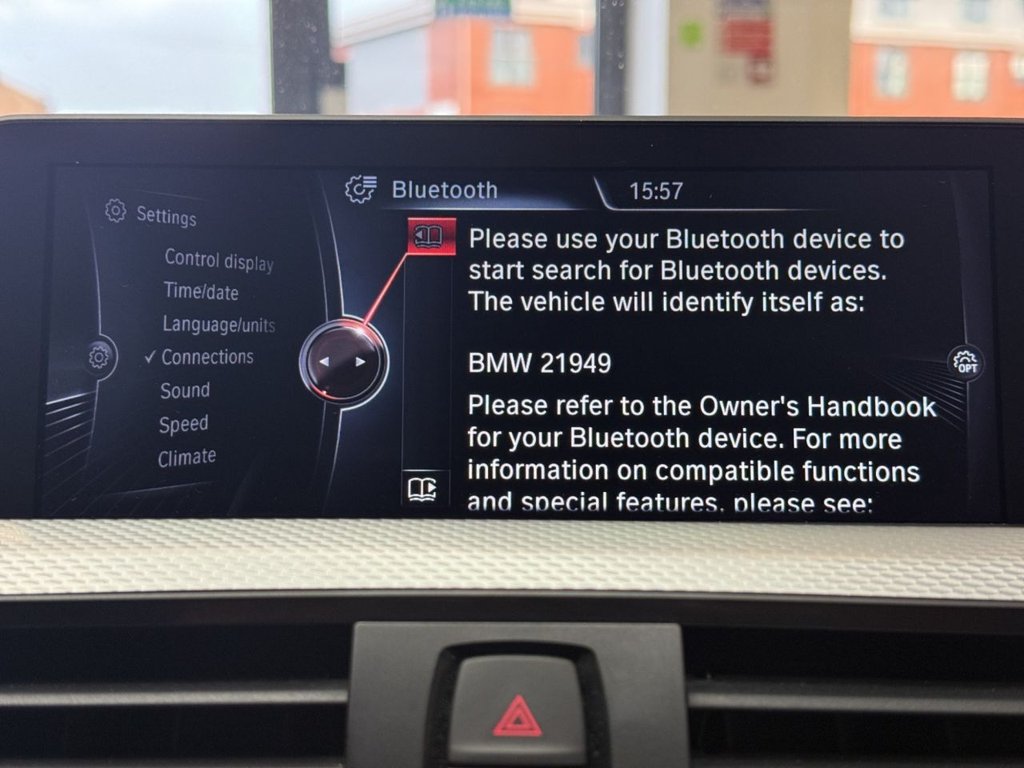 Bluetooth
15:57
Settings
Control display
Time/date
Language/units
Connections
Sound
Speed
Climate
Please use your Bluetooth device to
start search for Bluetooth devices.
The vehicle will identify itself as:
BMW 21949
Please refer to the Owner's Handbook
for your Bluetooth device. For more
information on compatible functions
and special features, please see:
OPT